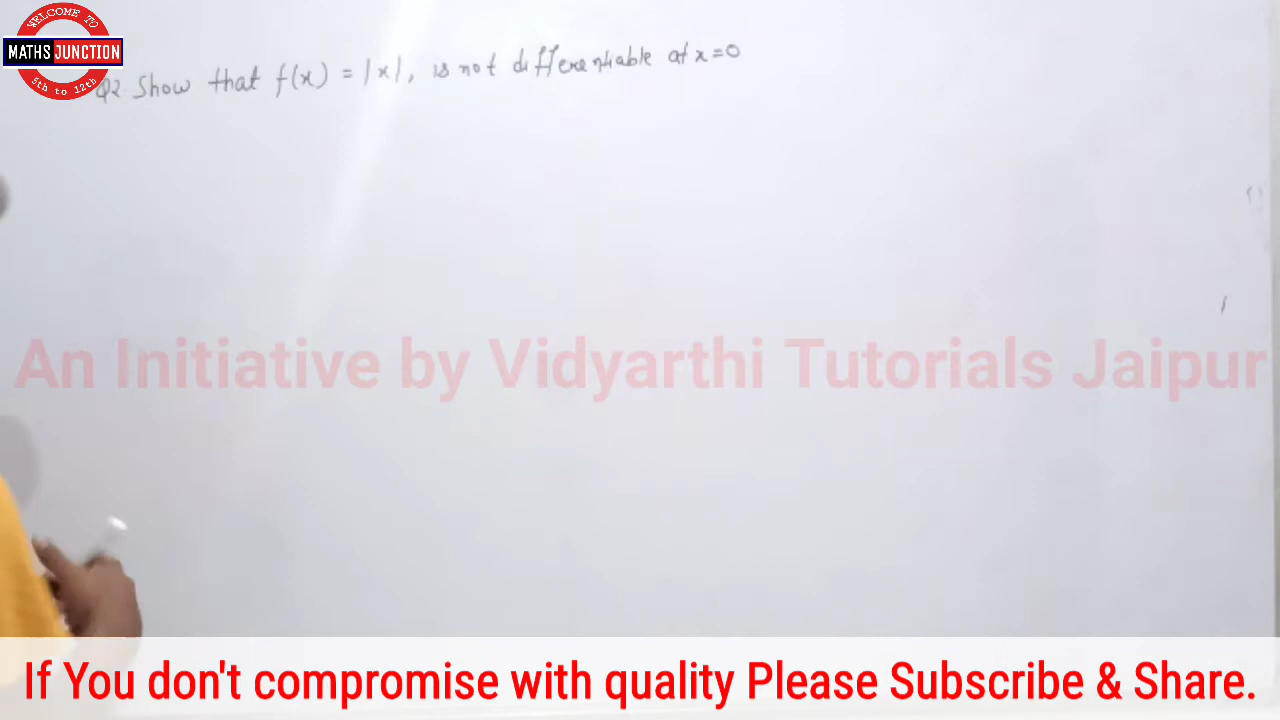 WELCOME TO
MATHS JUNCTION
5th to 12th
Q2 Show that f(x) = |x|, is not differentiable at x=0
An Initiative by Vidyarthi Tutorials Jaipur
If You don't compromise with quality Please Subscribe & Share.